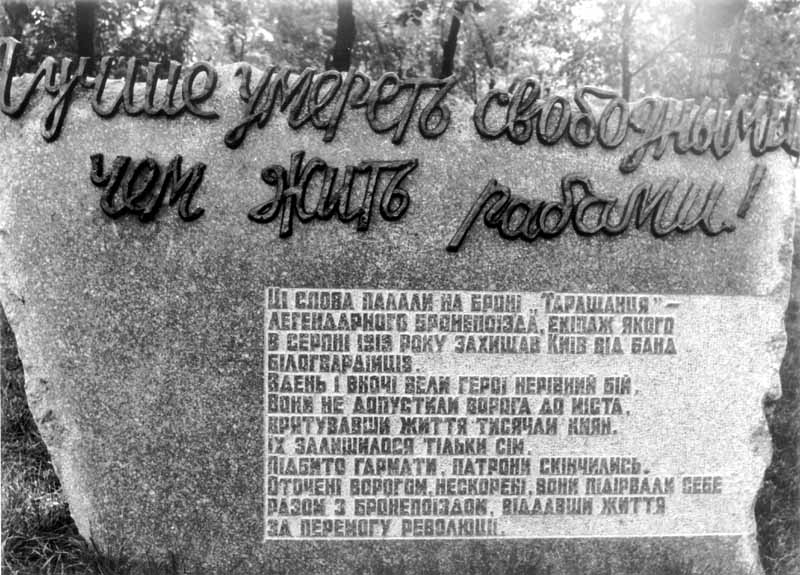 Лучше умереть свободными
чем жить рабами!
Ці слова палали на броні „Таращанця” –
легендарного бронепоїзда, екіпаж якого
в серпні 1919 року захищав Київ від банд
білогвардійців.
Вдень і вночі вели герої нерівний бій.
Вони не допустили ворога до міста,
врятувавши життя тисячам киян.
Їх залишилося тільки сім.
Підбито гармати, патрони скінчились.
Оточені ворогом, нескорені, вони підірвали себе
разом з бронепоїздом, віддавши життя
за перемогу революції.